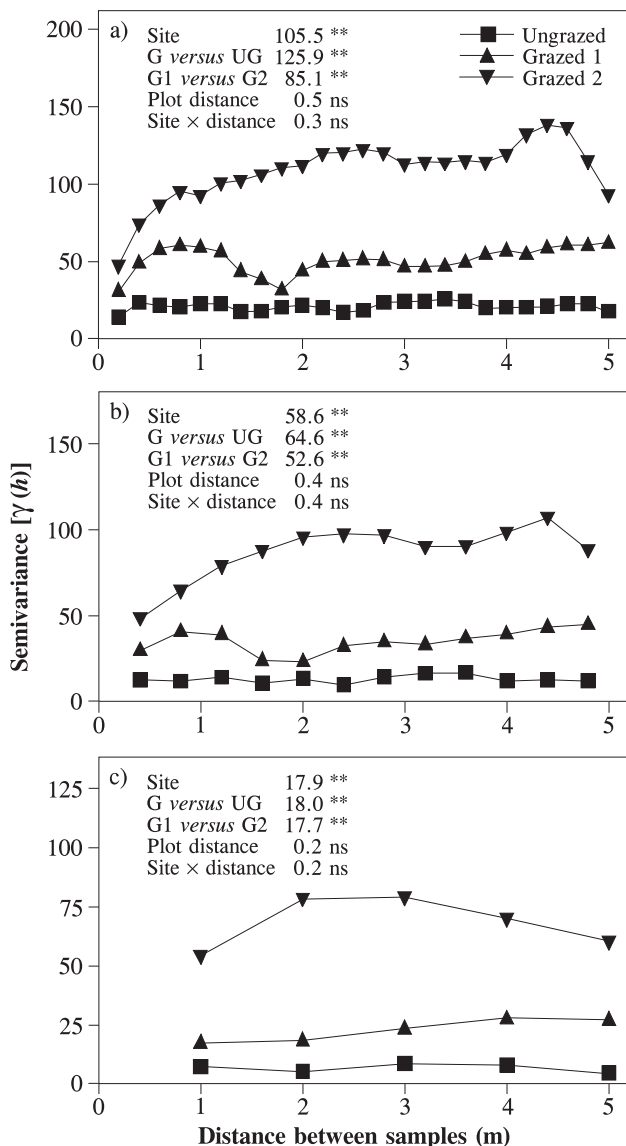 a)
Site 105.5 **
G versus UG 125.9 **
G1 versus G2 85.1 **
Plot distance 0.5 ns
Site × distance 0.3 ns
Ungrazed
Grazed 1
Grazed 2
200
150
100
50
0
0 1 2 3 4 5
b)
Site 58.6 **
G versus UG 64.6 **
G1 versus G2 52.6 **
Plot distance 0.4 ns
Site × distance 0.4 ns
150
100
50
0
0 1 2 3 4 5
Semivariance [γ (h)]
c)
Site 17.9 **
G versus UG 18.0 **
G1 versus G2 17.7 **
Plot distance 0.2 ns
Site × distance 0.2 ns
125
100
75
50
25
0
0 1 2 3 4 5
Distance between samples (m)